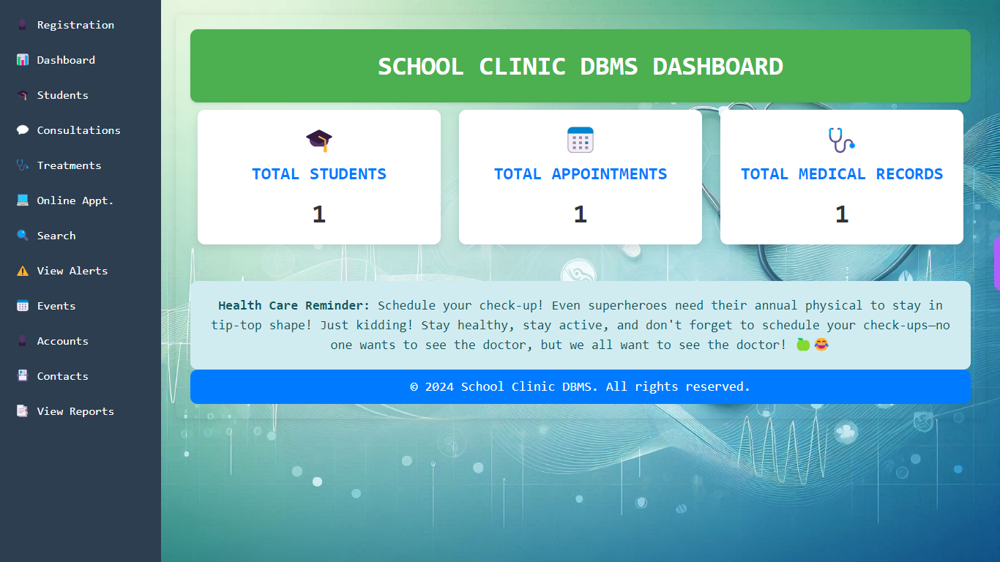 Registration
Dashboard
Students
Consultations
Treatments
Online Appt.
Search
View Alerts
Events
Accounts
Contacts
View Reports
SCHOOL CLINIC DBMS DASHBOARD
TOTAL STUDENTS
1
TOTAL APPOINTMENTS
1
TOTAL MEDICAL RECORDS
1
Health Care Reminder: Schedule your check-up! Even superheroes need their annual physical to stay in
tip-top shape! Just kidding! Stay healthy, stay active, and don't forget to schedule your check-ups—no
one wants to see the doctor, but we all want to see the doctor! 🍏😂
© 2024 School Clinic DBMS. All rights reserved.